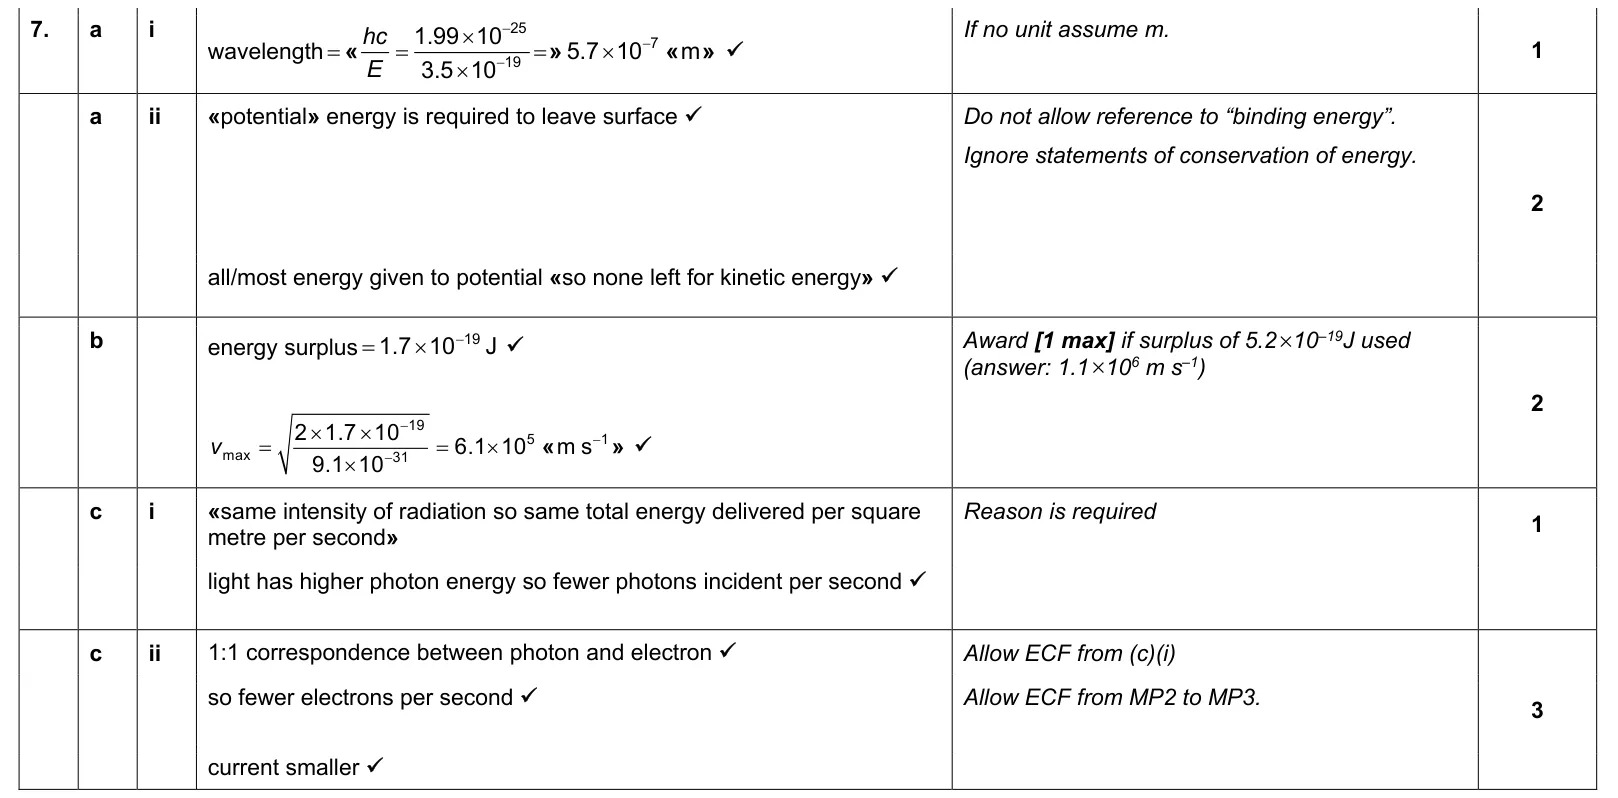 7. a i wavelength = «hc/E = 1.99×10⁻²⁵/3.5×10⁻¹⁹ =» 5.7×10⁻⁷ «m» ✓ If no unit assume m. 1
a ii «potential» energy is required to leave surface ✓ Do not allow reference to “binding energy”.
Ignore statements of conservation of energy.
2
all/most energy given to potential «so none left for kinetic energy» ✓
b energy surplus = 1.7×10⁻¹⁹ J ✓ Award [1 max] if surplus of 5.2×10⁻¹⁹J used
(answer: 1.1×10⁶ m s⁻¹)
2
vmax = √(2×1.7×10⁻¹⁹/9.1×10⁻³¹) = 6.1×10⁵ «m s⁻¹» ✓
c i «same intensity of radiation so same total energy delivered per square Reason is required 1
metre per second»
light has higher photon energy so fewer photons incident per second ✓
c ii 1:1 correspondence between photon and electron ✓ Allow ECF from (c)(i)
so fewer electrons per second ✓ Allow ECF from MP2 to MP3.
3
current smaller ✓